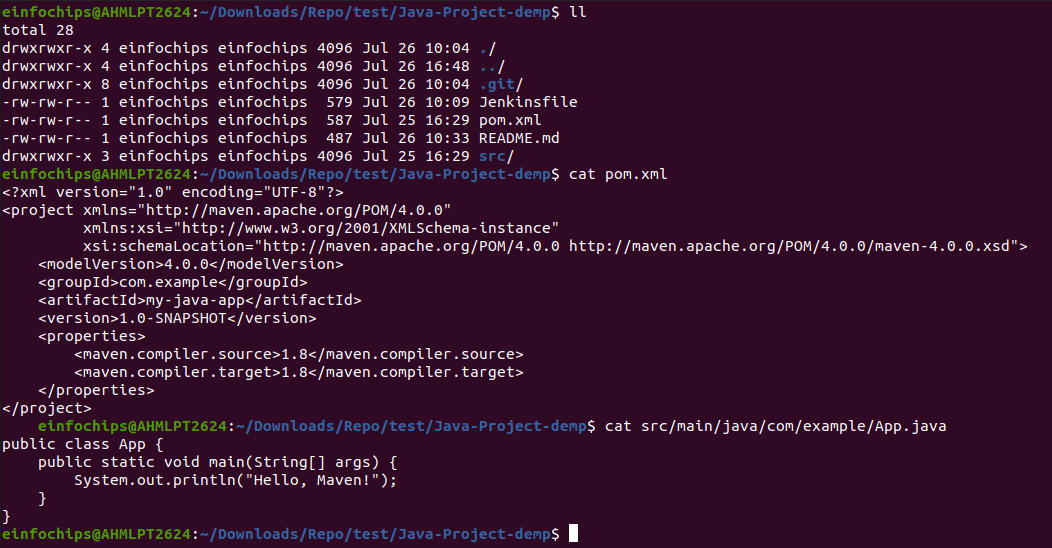 einfochips@AHMLPT2624:~/Downloads/Repo/test/Java-Project-demp$ ll
total 28
drwxrwxr-x 4 einfochips einfochips 4096 Jul 26 10:04 ./
drwxrwxr-x 4 einfochips einfochips 4096 Jul 26 16:48 ../
drwxrwxr-x 8 einfochips einfochips 4096 Jul 26 10:04 .git/
-rw-rw-r-- 1 einfochips einfochips  579 Jul 26 10:09 Jenkinsfile
-rw-rw-r-- 1 einfochips einfochips  587 Jul 25 16:29 pom.xml
-rw-rw-r-- 1 einfochips einfochips  487 Jul 26 10:33 README.md
drwxrwxr-x 3 einfochips einfochips 4096 Jul 25 16:29 src/
einfochips@AHMLPT2624:~/Downloads/Repo/test/Java-Project-demp$ cat pom.xml
<?xml version="1.0" encoding="UTF-8"?>
<project xmlns="http://maven.apache.org/POM/4.0.0"
         xmlns:xsi="http://www.w3.org/2001/XMLSchema-instance"
         xsi:schemaLocation="http://maven.apache.org/POM/4.0.0 http://maven.apache.org/POM/4.0.0/maven-4.0.0.xsd">
    <modelVersion>4.0.0</modelVersion>
    <groupId>com.example</groupId>
    <artifactId>my-java-app</artifactId>
    <version>1.0-SNAPSHOT</version>
    <properties>
        <maven.compiler.source>1.8</maven.compiler.source>
        <maven.compiler.target>1.8</maven.compiler.target>
    </properties>
</project>
    einfochips@AHMLPT2624:~/Downloads/Repo/test/Java-Project-demp$ cat src/main/java/com/example/App.java
public class App {
    public static void main(String[] args) {
        System.out.println("Hello, Maven!");
    }
}
einfochips@AHMLPT2624:~/Downloads/Repo/test/Java-Project-demp$